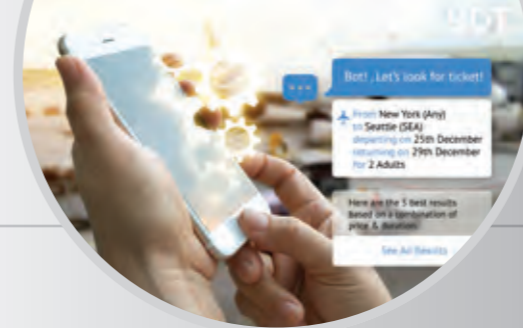 Bot! , Let's look for ticket!
From New York (Any)
to Seattle (SEA)
departing on 25th December
returning on 29th December
for 2 Adults
Here are the 5 best results
based on a combination of
price & duration:
See All Results